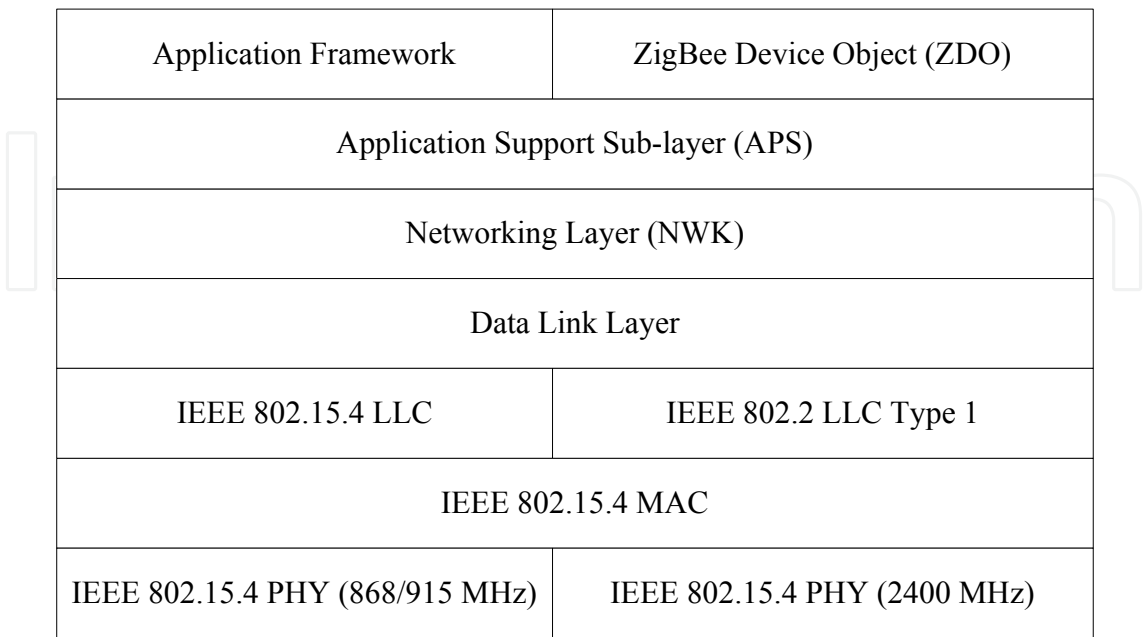 Application Framework
ZigBee Device Object (ZDO)
Application Support Sub-layer (APS)
Networking Layer (NWK)
Data Link Layer
IEEE 802.15.4 LLC
IEEE 802.2 LLC Type 1
IEEE 802.15.4 MAC
IEEE 802.15.4 PHY (868/915 MHz)
IEEE 802.15.4 PHY (2400 MHz)